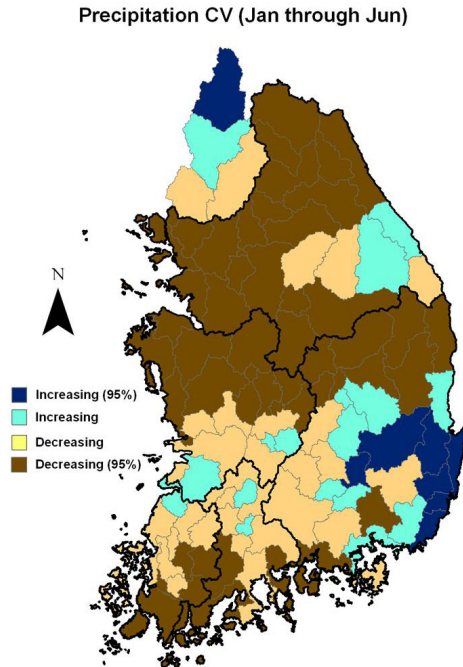 Precipitation CV (Jan through Jun)
N
Increasing (95%)
Increasing
Decreasing
Decreasing (95%)